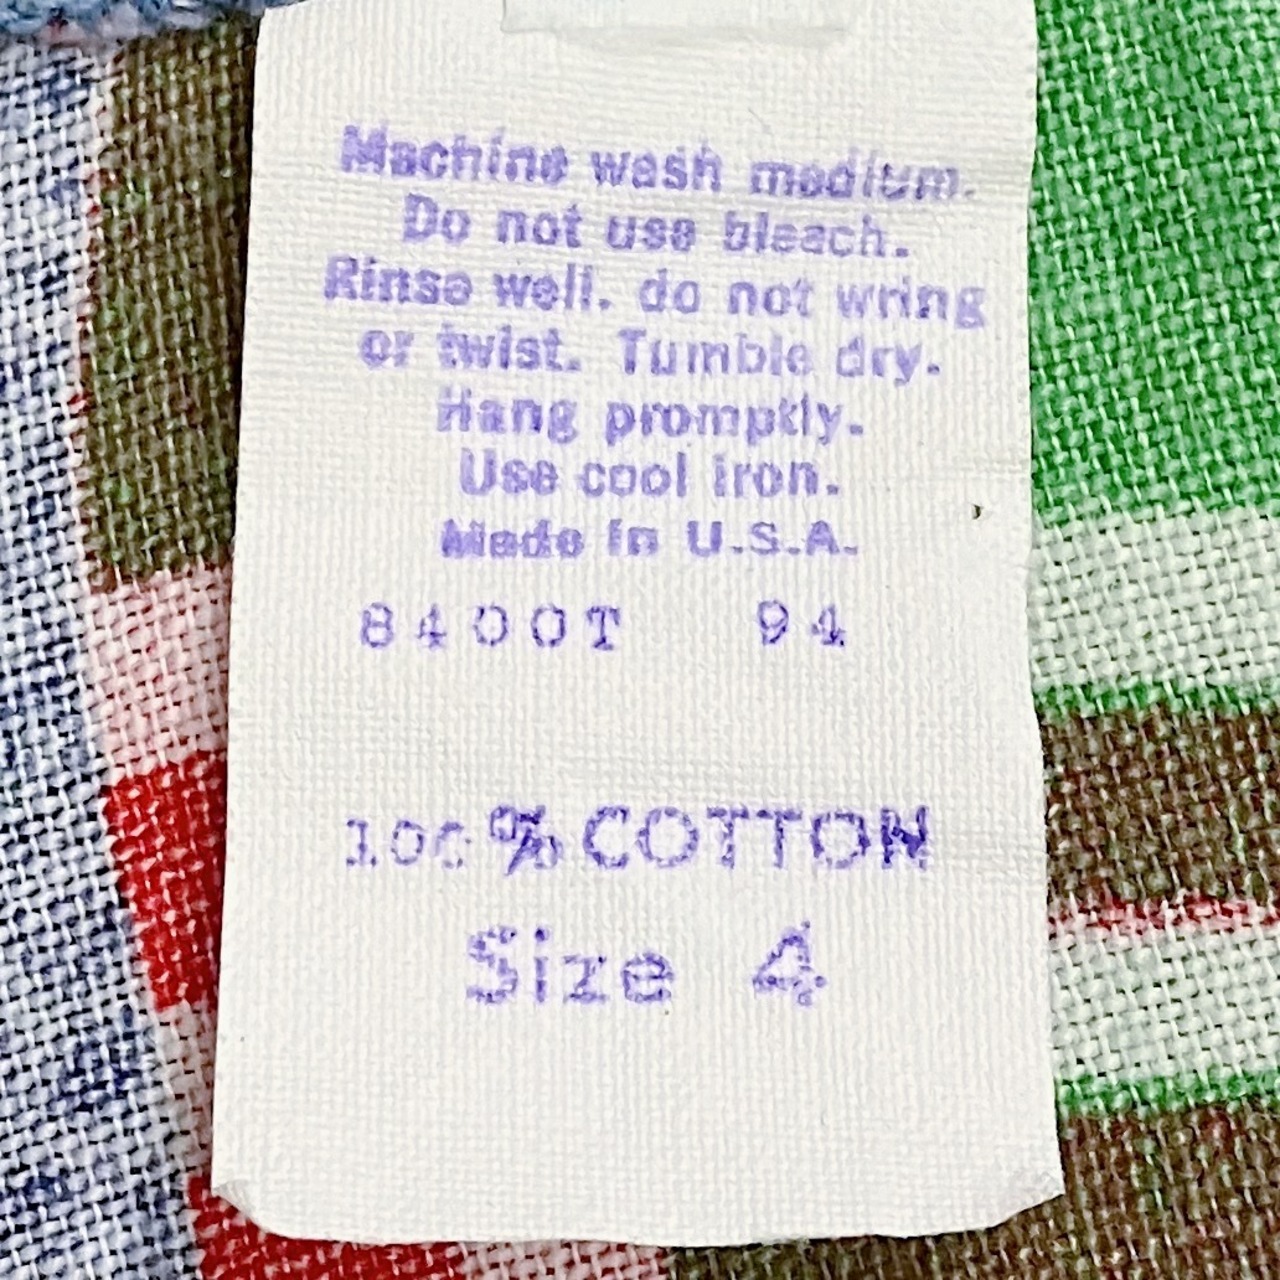 Machine wash medium.
Do not use bleach.
Rinse well. do not wring
or twist. Tumble dry.
Hang promptly.
Use cool iron.
Made in U.S.A.
8400T 94
100% COTTON
Size 4